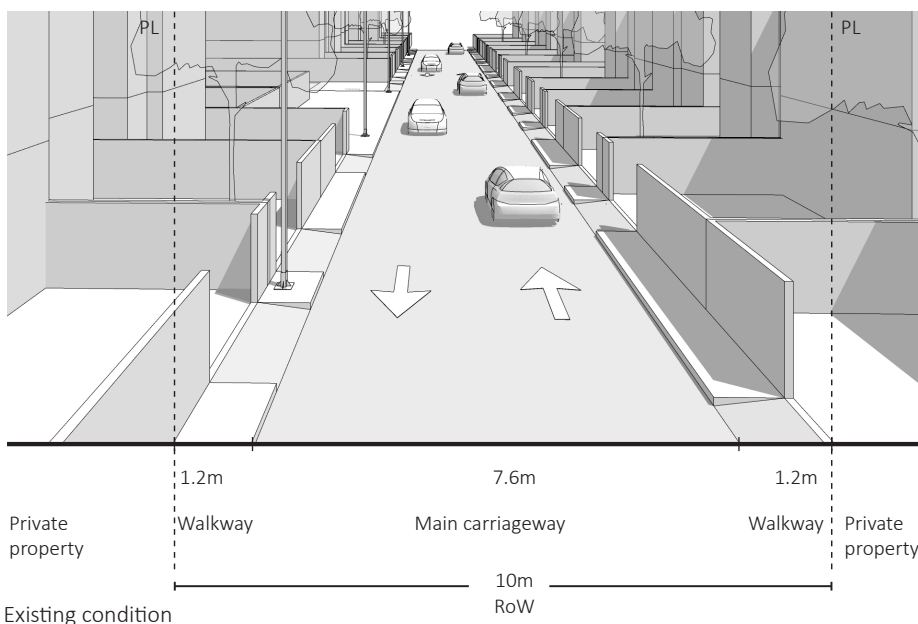 PL
PL
1.2m
7.6m
1.2m
Private
property
Walkway
Main carriageway
Walkway
Private
property
10m
RoW
Existing condition